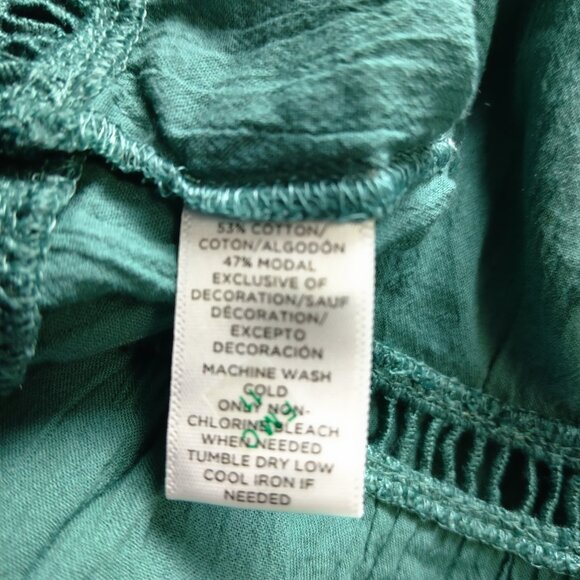 53% COTTON/
COTON/ALGODÓN
47% MODAL
EXCLUSIVE OF
DECORATION/SAUF
DÉCORATION/
EXCEPTO
DECORACIÓN
MACHINE WASH
COLD
ONLY NON-
CHLORINE BLEACH
WHEN NEEDED
TUMBLE DRY LOW
COOL IRON IF
NEEDED